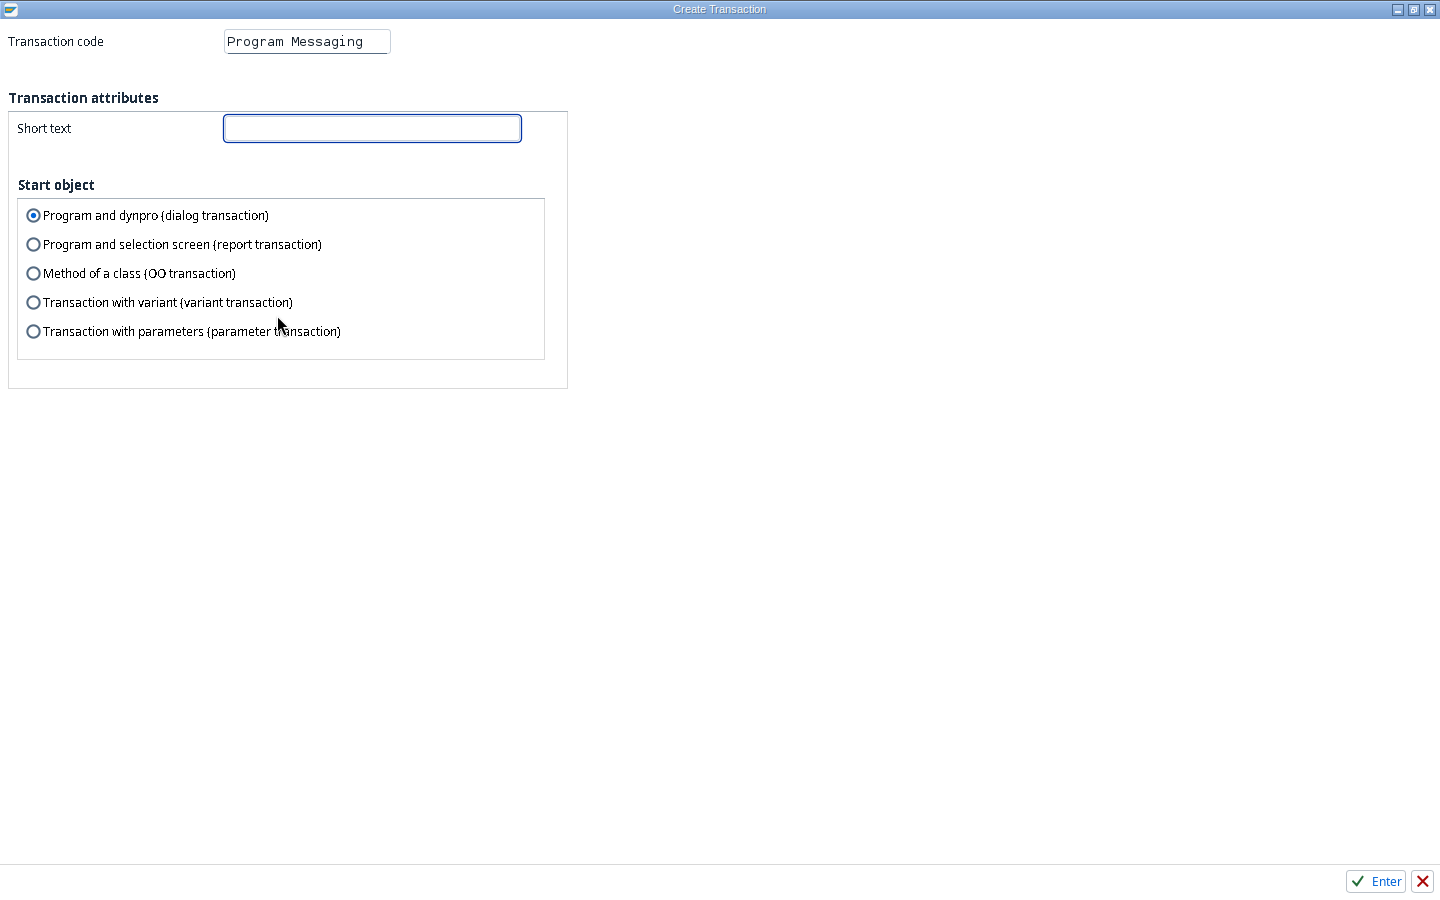 Create Transaction
Transaction code Program Messaging
Transaction attributes
Short text
Start object
Program and dynpro (dialog transaction)
Program and selection screen (report transaction)
Method of a class (OO transaction)
Transaction with variant (variant transaction)
Transaction with parameters (parameter transaction)
Enter